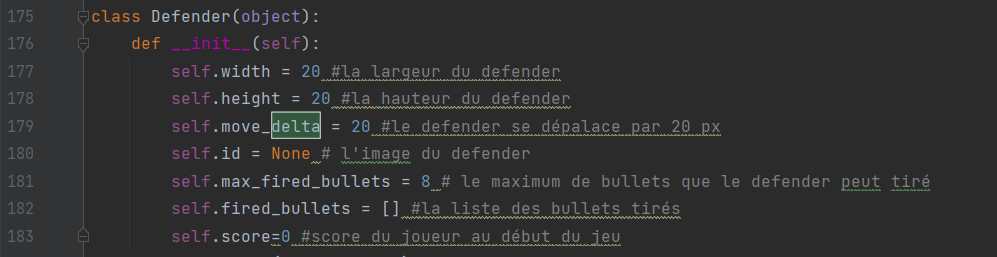 175 class Defender(object):
176 def __init__(self):
177 self.width = 20 #la largeur du defender
178 self.height = 20 #la hauteur du defender
179 self.move_delta = 20 #le defender se dépalace par 20 px
180 self.id = None # l'image du defender
181 self.max_fired_bullets = 8 # le maximum de bullets que le defender peut tiré
182 self.fired_bullets = [] #la liste des bullets tirés
183 self.score=0 #score du joueur au début du jeu